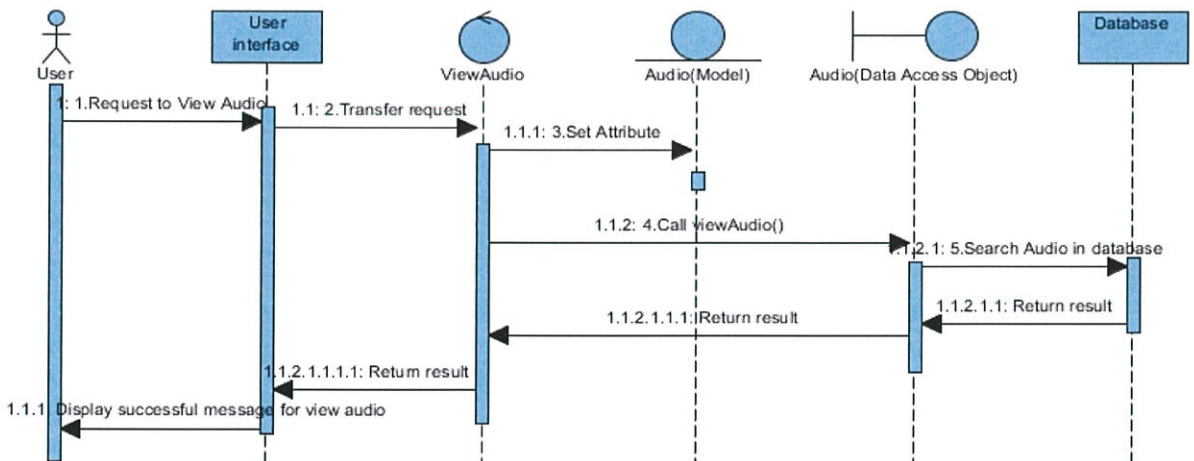 User
interface
Database
User
ViewAudio
Audio(Model)
Audio(Data Access Object)
1: 1.Request to View Audio
1.1: 2.Transfer request
1.1.1: 3.Set Attribute
1.1.2: 4.Call viewAudio()
1.1.2.1: 5.Search Audio in database
1.1.2.1.1: Return result
1.1.2.1.1.1: Return result
1.1.2.1.1.1.1: Return result
1.1.1 Display successful message for view audio